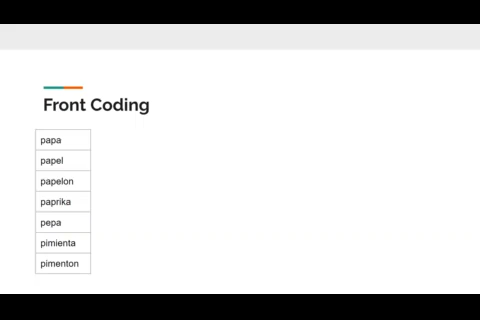 Front Coding
papa
papel
papelon
paprika
pepa
pimienta
pimenton